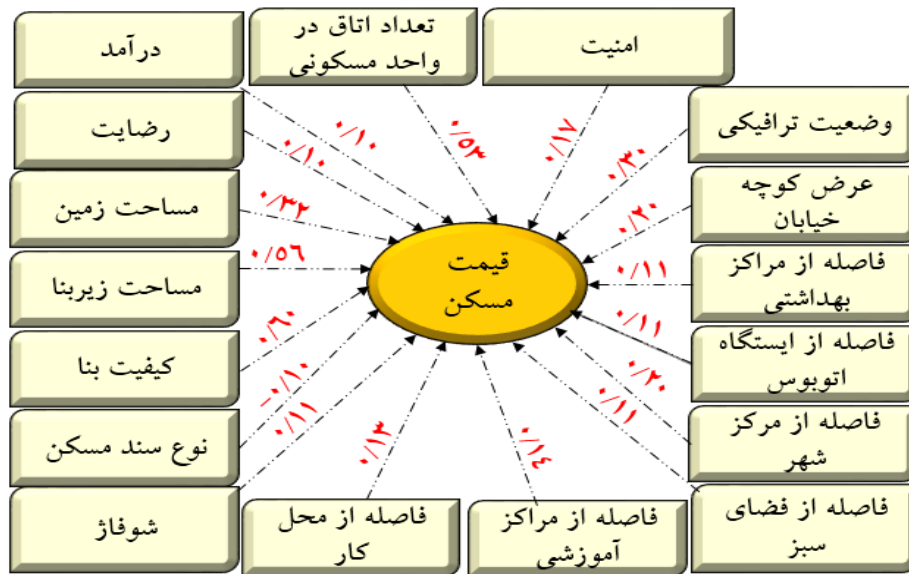 درآمد
تعداد اتاق در
واحد مسکونی
امنیت
رضایت
مساحت زمین
مساحت زیربنا
کیفیت بنا
نوع سند مسکن
شوفاژ
وضعیت ترافیکی
عرض کوچه
خیابان
فاصله از مراکز
بهداشتی
فاصله از ایستگاه
اتوبوس
فاصله از مرکز
شهر
فاصله از فضای
سبز
فاصله از محل
کار
فاصله از مراکز
آموزشی
قیمت
مسکن
۰/۱۰
۰/۱۰
۰/۳۲
۰/۵۶
۰/۶۰
-۰/۱۰
۰/۱۱
۰/۱۳
۰/۱۴
۰/۱۱
۰/۲۰
۰/۱۱
۰/۱۱
۰/۲۰
۰/۳۰
۰/۱۷
۰/۵۳